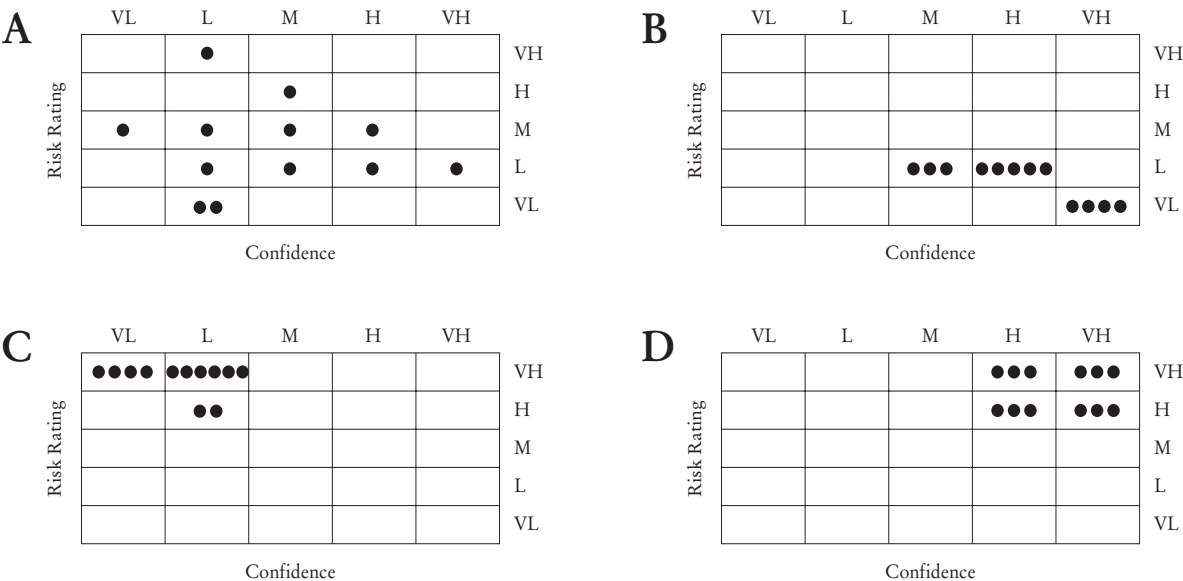 A
VL L M H VH
Risk Rating
VH
H
M
L
VL
Confidence
B
VL L M H VH
Risk Rating
VH
H
M
L
VL
Confidence
C
VL L M H VH
Risk Rating
VH
H
M
L
VL
Confidence
D
VL L M H VH
Risk Rating
VH
H
M
L
VL
Confidence